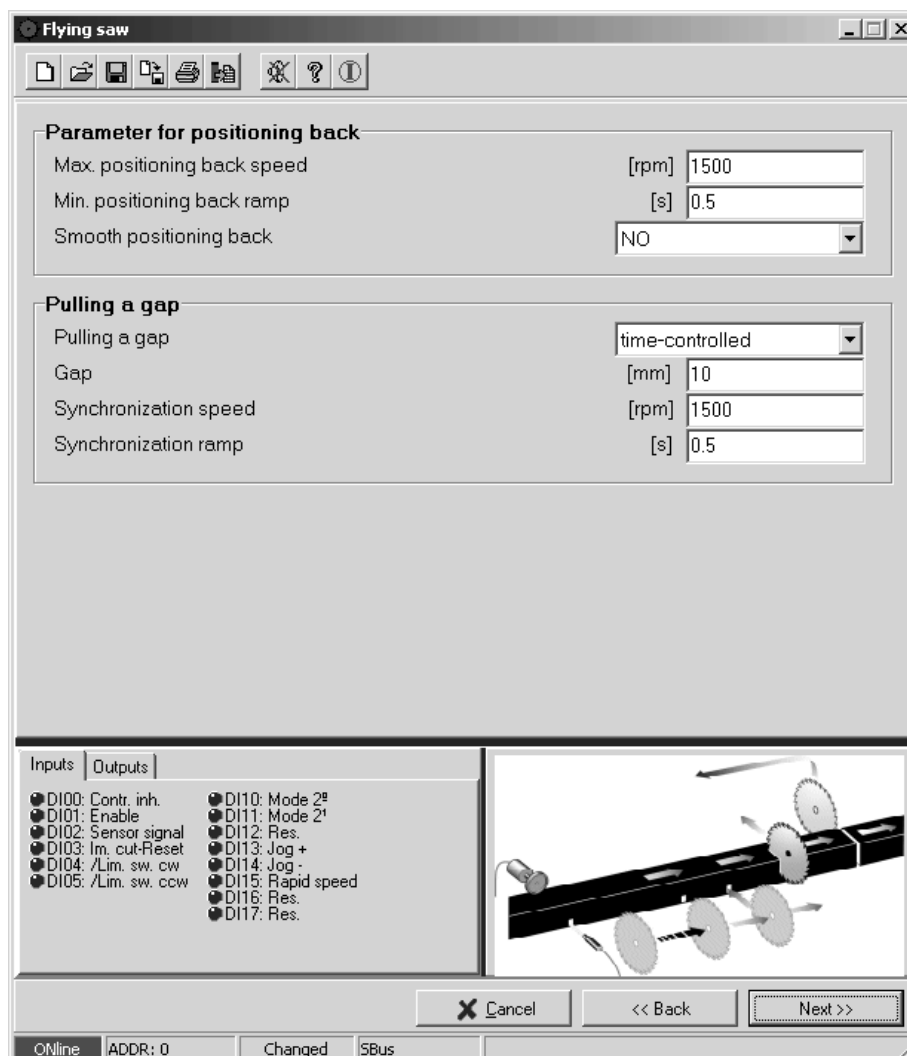 Flying saw
Parameter for positioning back
Max. positioning back speed [rpm] 1500
Min. positioning back ramp [s] 0.5
Smooth positioning back NO
Pulling a gap
Pulling a gap time-controlled
Gap [mm] 10
Synchronization speed [rpm] 1500
Synchronization ramp [s] 0.5
Inputs Outputs
DI00: Contr. inh. DI10: Mode 2º
DI01: Enable DI11: Mode 2¹
DI02: Sensor signal DI12: Res.
DI03: Im. cut-Reset DI13: Jog +
DI04: /Lim. sw. cw DI14: Jog -
DI05: /Lim. sw. ccw DI15: Rapid speed
DI16: Res.
DI17: Res.
Cancel << Back Next >>
ONline ADDR: 0 Changed SBus